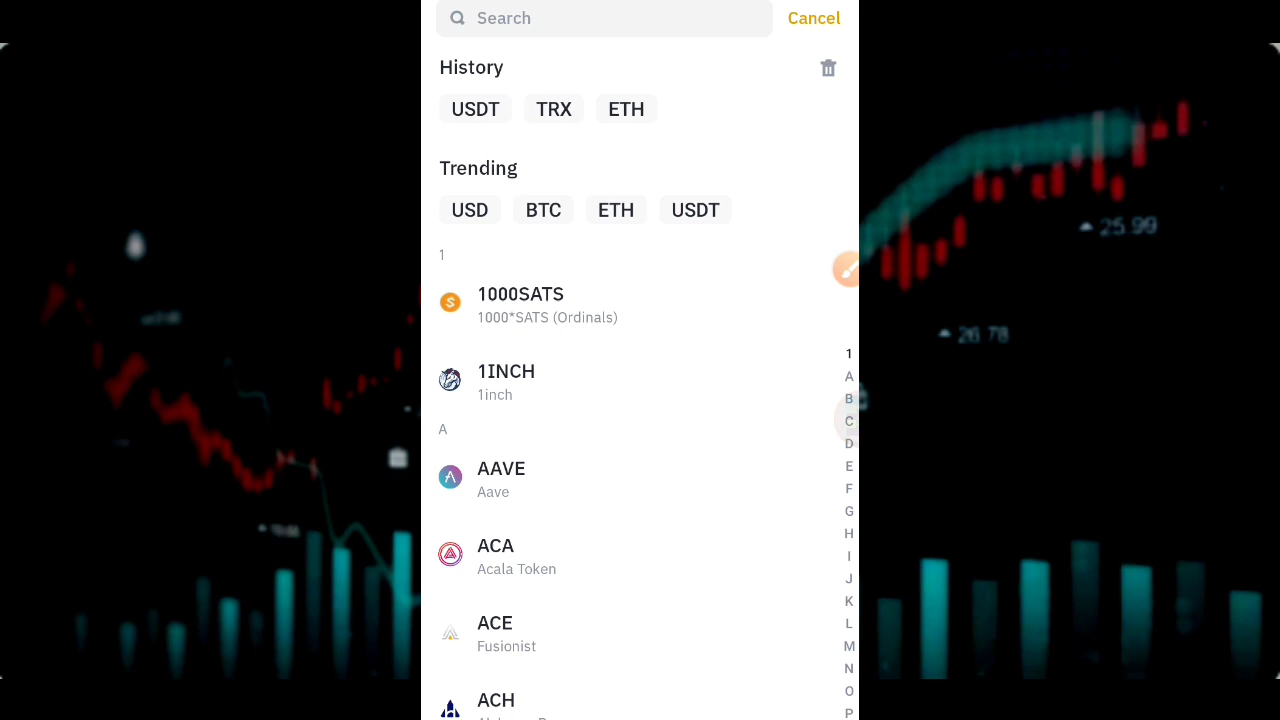 Search
Cancel
History
USDT TRX ETH
Trending
USD BTC ETH USDT
1
1000SATS
1000*SATS (Ordinals)
1INCH
1inch
A
AAVE
Aave
ACA
Acala Token
ACE
Fusionist
ACH
1
A
B
C
D
E
F
G
H
I
J
K
L
M
N
O
P
25.99
26.78